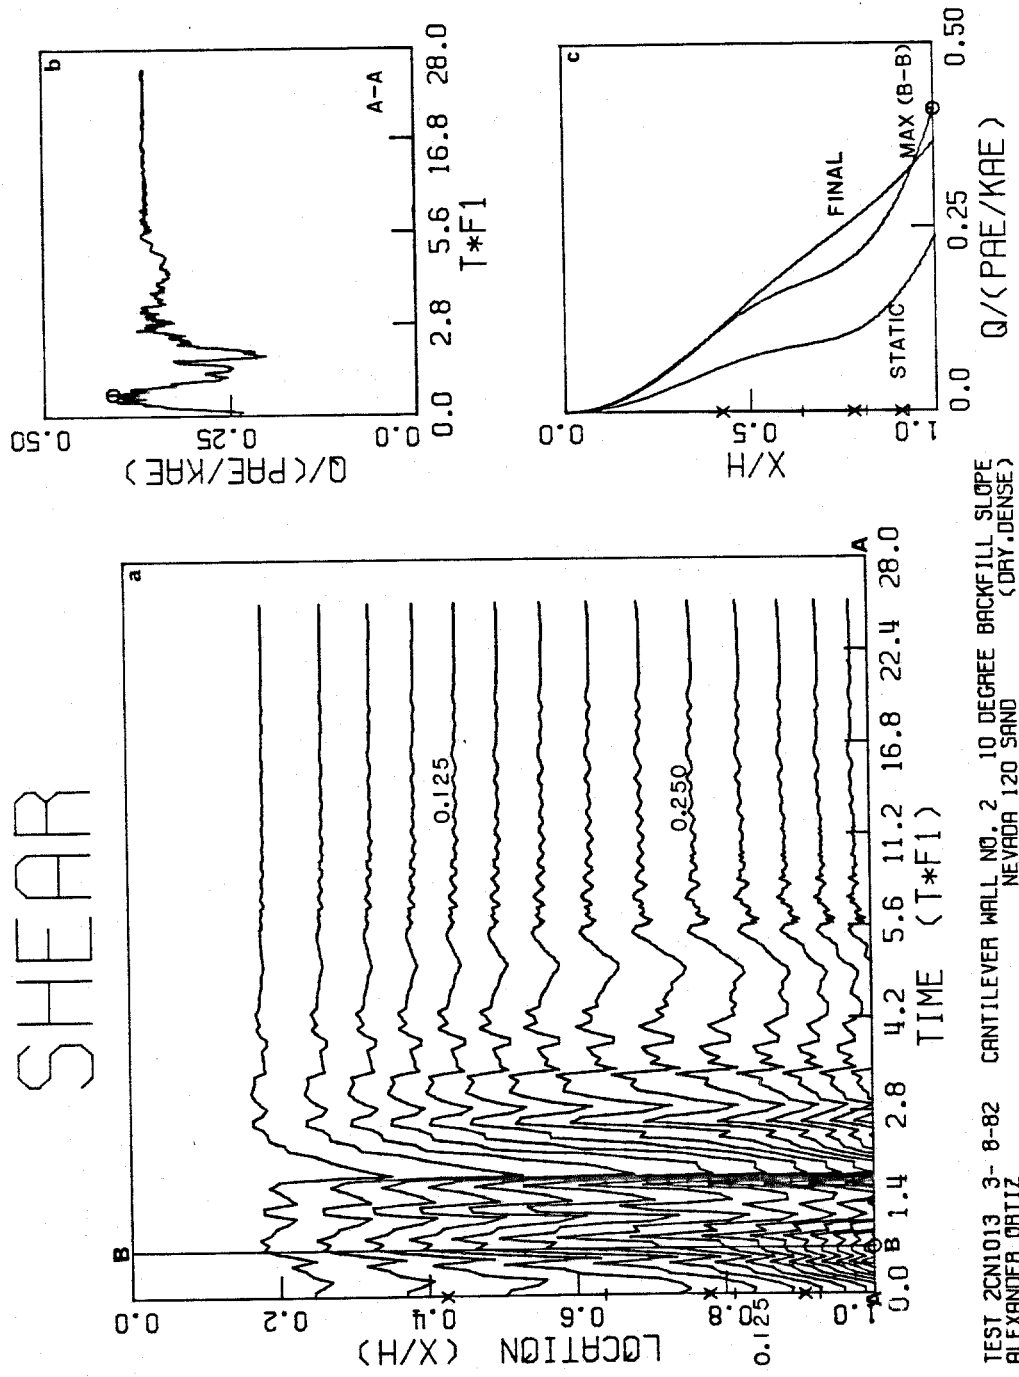 SHEAR
a
B
0.0
0.2
0.4
0.6
0.8
1.0
LOCATION
(X/H)
0.125
0.125
0.250
A
B
A
0.0
1.4
2.8
4.2
5.6
11.2
16.8
22.4
28.0
TIME (T*F1)
b
0.50
0.25
0.0
Q/(PAE/KAE)
A-A
0.0
2.8
5.6
16.8
28.0
T*F1
c
0.0
0.5
1.0
X/H
STATIC
FINAL
MAX (B-B)
0.0
0.25
0.50
Q/(PAE/KAE)
TEST 2CN1013 3- 8-82 CANTILEVER WALL NO. 2 10 DEGREE BACKFILL SLOPE
ALEXANDER ORTIZ NEVADA 120 SAND (DRY,DENSE)